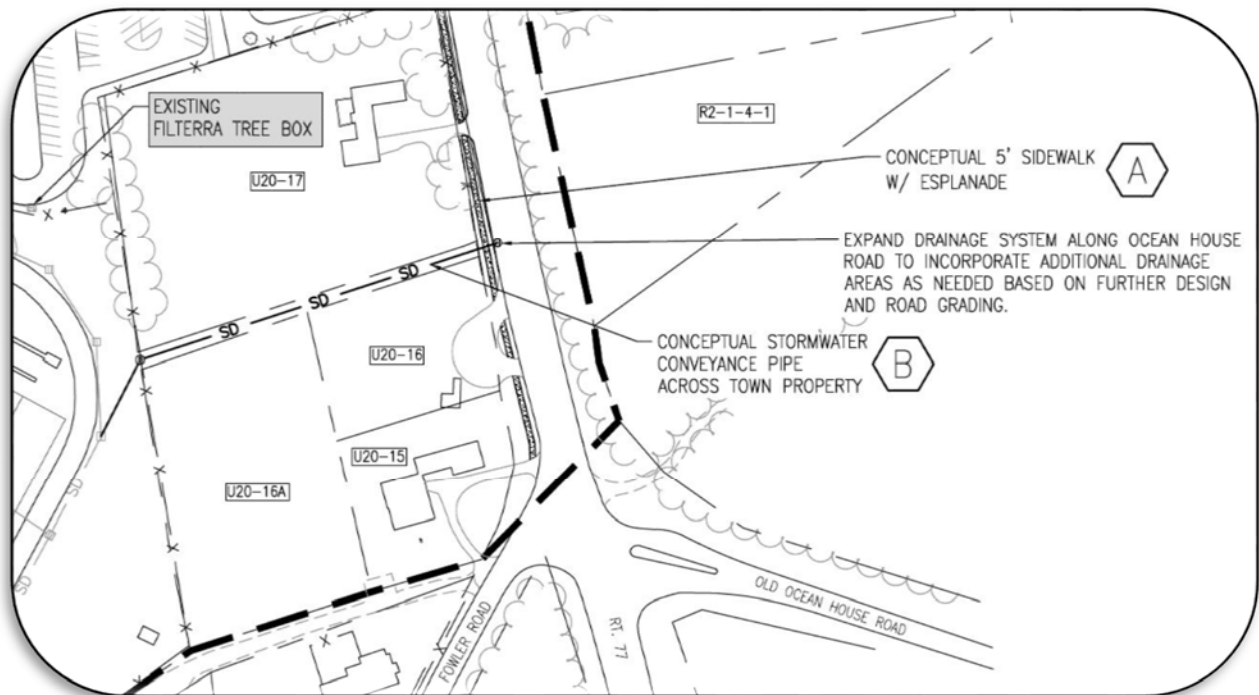 EXISTING
FILTERRA TREE BOX
R2-1-4-1
U20-17
CONCEPTUAL 5' SIDEWALK
W/ ESPLANADE
A
EXPAND DRAINAGE SYSTEM ALONG OCEAN HOUSE
ROAD TO INCORPORATE ADDITIONAL DRAINAGE
AREAS AS NEEDED BASED ON FURTHER DESIGN
AND ROAD GRADING.
SD
SD
SD
U20-16
CONCEPTUAL STORMWATER
CONVEYANCE PIPE
ACROSS TOWN PROPERTY
B
U20-15
U20-16A
SD
SD
OLD OCEAN HOUSE ROAD
FOWLER ROAD
RT. 77